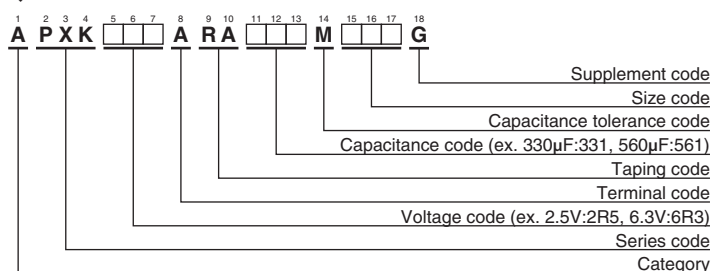 1 2 3 4 5 6 7 8 9 10 11 12 13 14 15 16 17 18
A PXK A RA M G
Supplement code
Size code
Capacitance tolerance code
Capacitance code (ex. 330µF:331, 560µF:561)
Taping code
Terminal code
Voltage code (ex. 2.5V:2R5, 6.3V:6R3)
Series code
Category